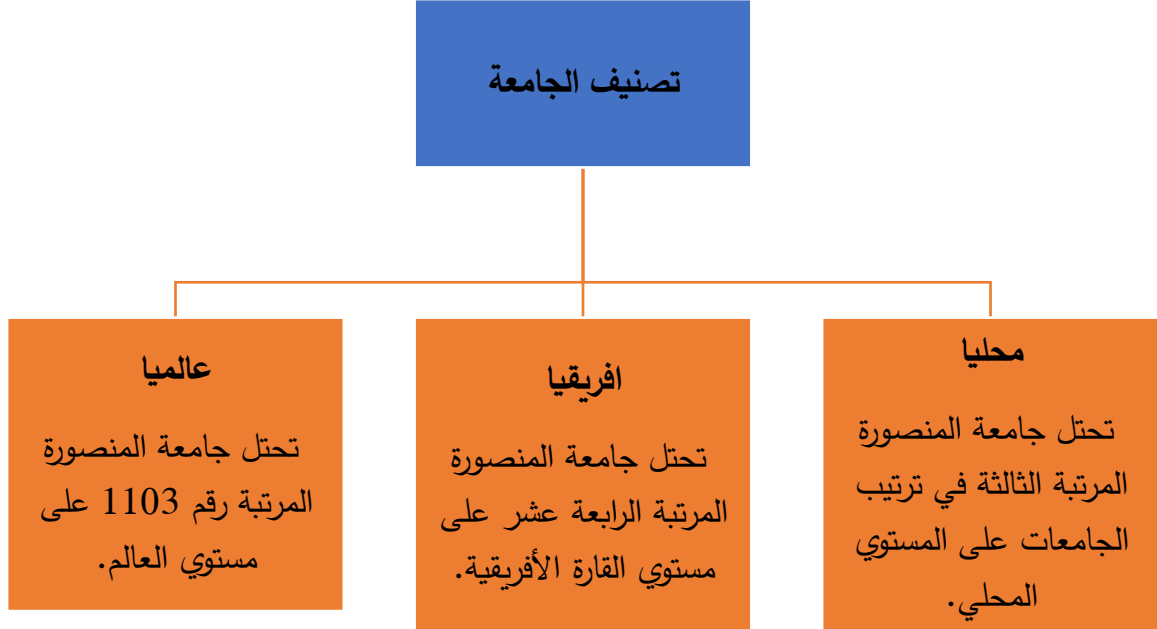 تصنيف الجامعة
محليا
تحتل جامعة المنصورة
المرتبة الثالثة في ترتيب
الجامعات على المستوي
المحلي.
افريقيا
تحتل جامعة المنصورة
المرتبة الرابعة عشر على
مستوي القارة الأفريقية.
عالميا
تحتل جامعة المنصورة
المرتبة رقم 1103 على
مستوي العالم.